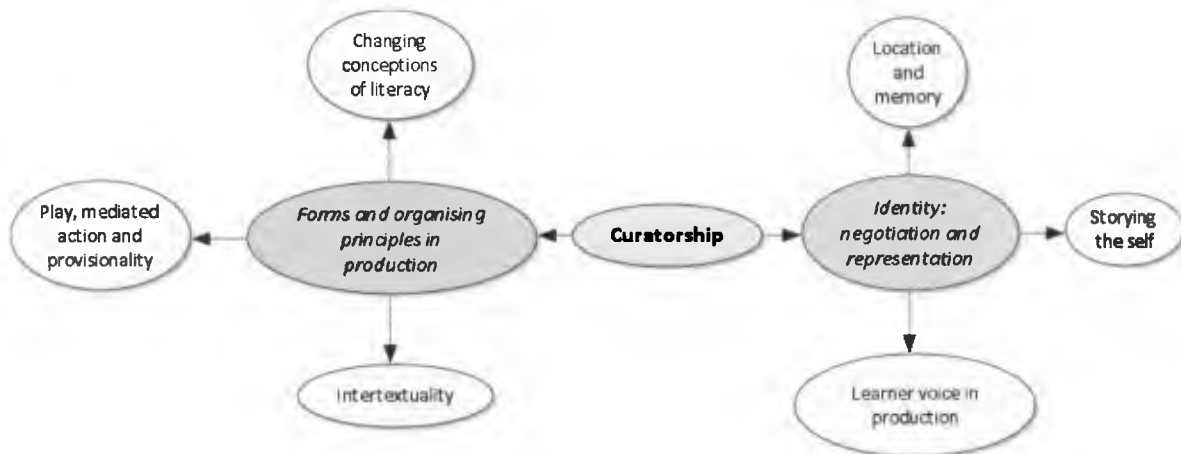 Changing
conceptions
of literacy
Location
and
memory
Play, mediated
action and
provisionality
Forms and organising
principles in
production
Curatorship
Identity:
negotiation and
representation
Storying
the self
Intertextuality
Learner voice in
production